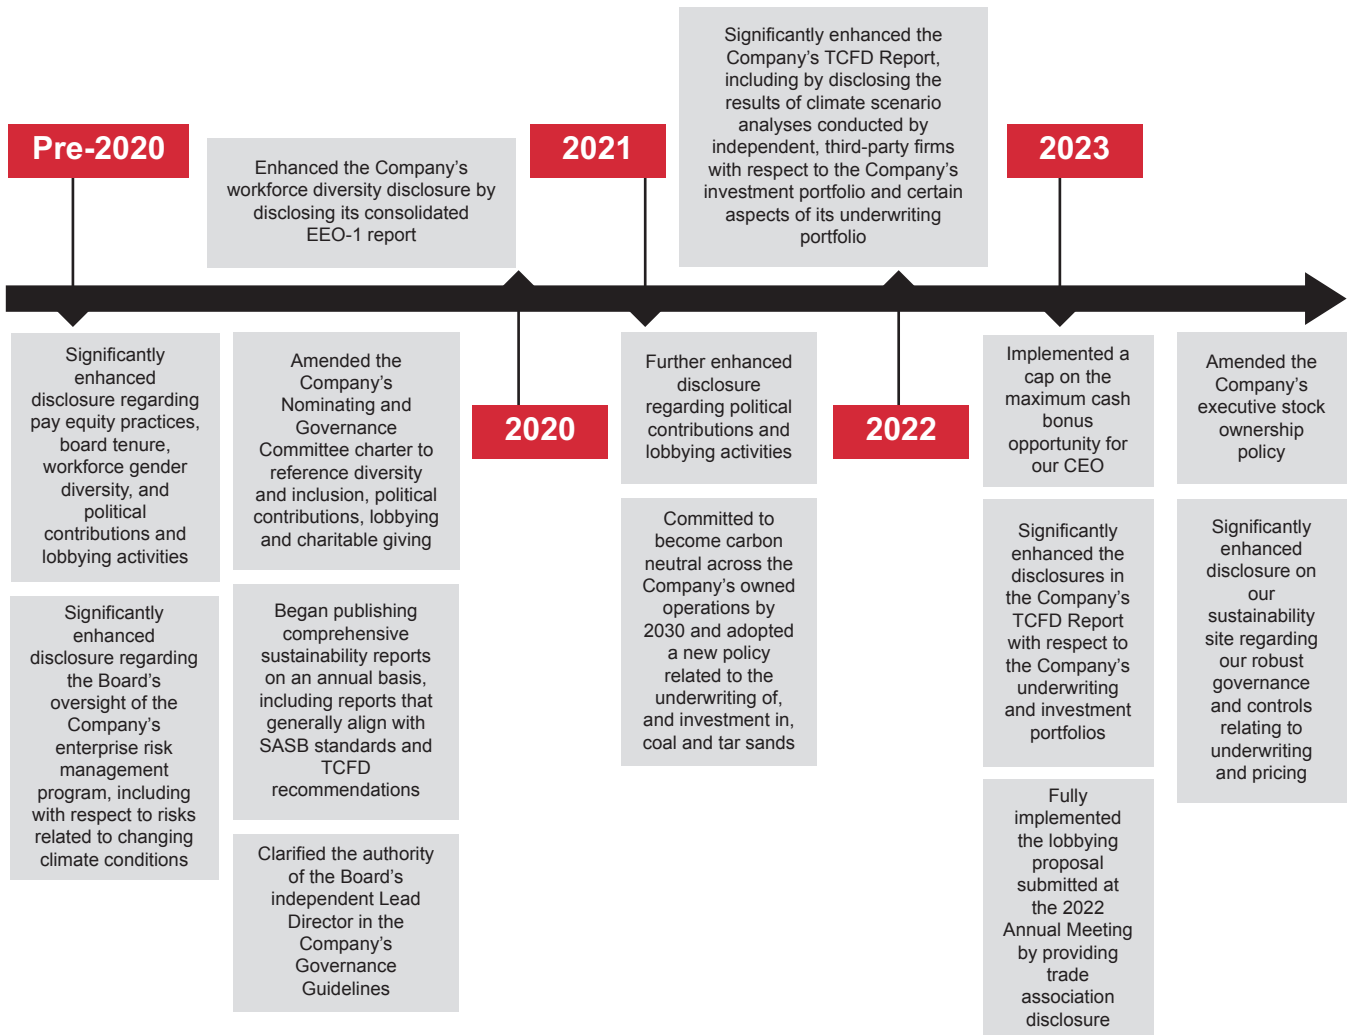 Pre-2020
Significantly
enhanced
disclosure regarding
pay equity practices,
board tenure,
workforce gender
diversity, and
political
contributions and
lobbying activities
Significantly
enhanced
disclosure regarding
the Board’s
oversight of the
Company’s
enterprise risk
management
program, including
with respect to risks
related to changing
climate conditions
Amended the
Company’s
Nominating and
Governance
Committee charter to
reference diversity
and inclusion, political
contributions, lobbying
and charitable giving
Began publishing
comprehensive
sustainability reports
on an annual basis,
including reports that
generally align with
SASB standards and
TCFD
recommendations
Clarified the authority
of the Board’s
independent Lead
Director in the
Company’s
Governance
Guidelines
Enhanced the Company’s
workforce diversity disclosure by
disclosing its consolidated
EEO-1 report
2020
2021
Further enhanced
disclosure
regarding political
contributions and
lobbying activities
Committed to
become carbon
neutral across the
Company’s owned
operations by
2030 and adopted
a new policy
related to the
underwriting of,
and investment in,
coal and tar sands
Significantly enhanced the
Company’s TCFD Report,
including by disclosing the
results of climate scenario
analyses conducted by
independent, third-party firms
with respect to the Company’s
investment portfolio and certain
aspects of its underwriting
portfolio
2022
2023
Implemented a
cap on the
maximum cash
bonus
opportunity for
our CEO
Significantly
enhanced the
disclosures in
the Company’s
TCFD Report
with respect to
the Company’s
underwriting
and investment
portfolios
Fully
implemented
the lobbying
proposal
submitted at
the 2022
Annual Meeting
by providing
trade
association
disclosure
Amended the
Company’s
executive stock
ownership
policy
Significantly
enhanced
disclosure on
our
sustainability
site regarding
our robust
governance
and controls
relating to
underwriting
and pricing